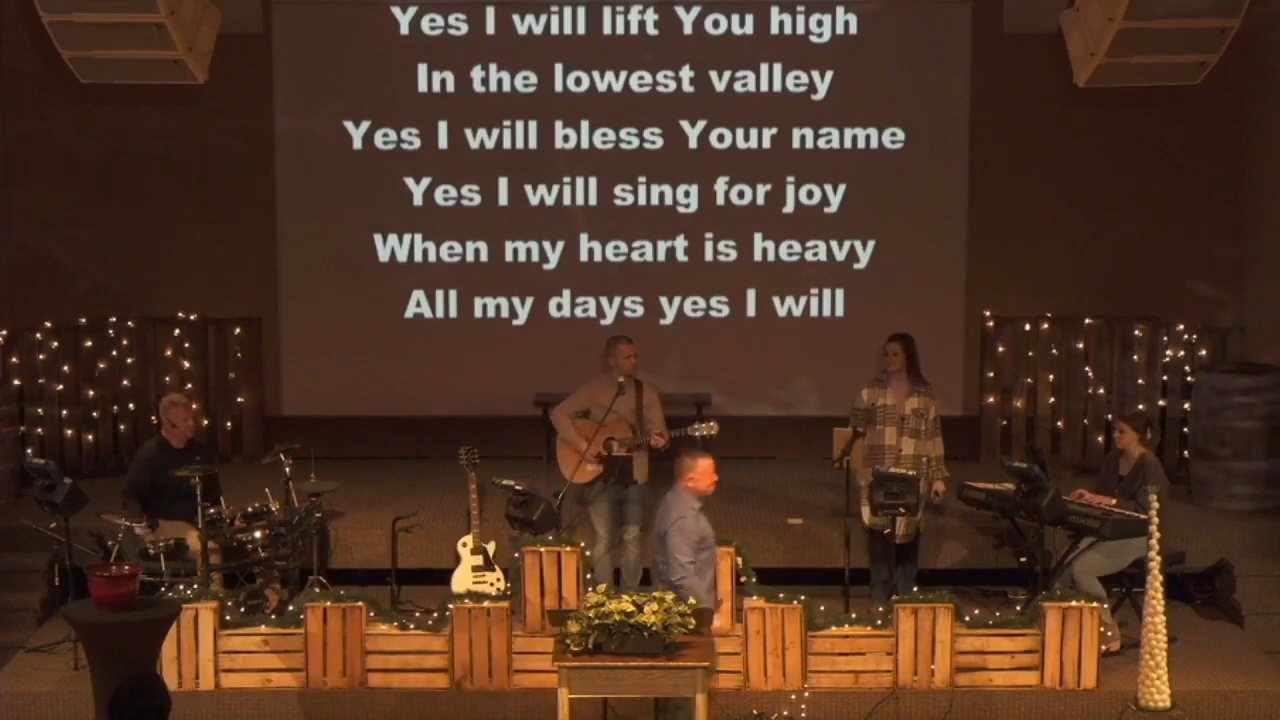 Yes I will lift You high
In the lowest valley
Yes I will bless Your name
Yes I will sing for joy
When my heart is heavy
All my days yes I will